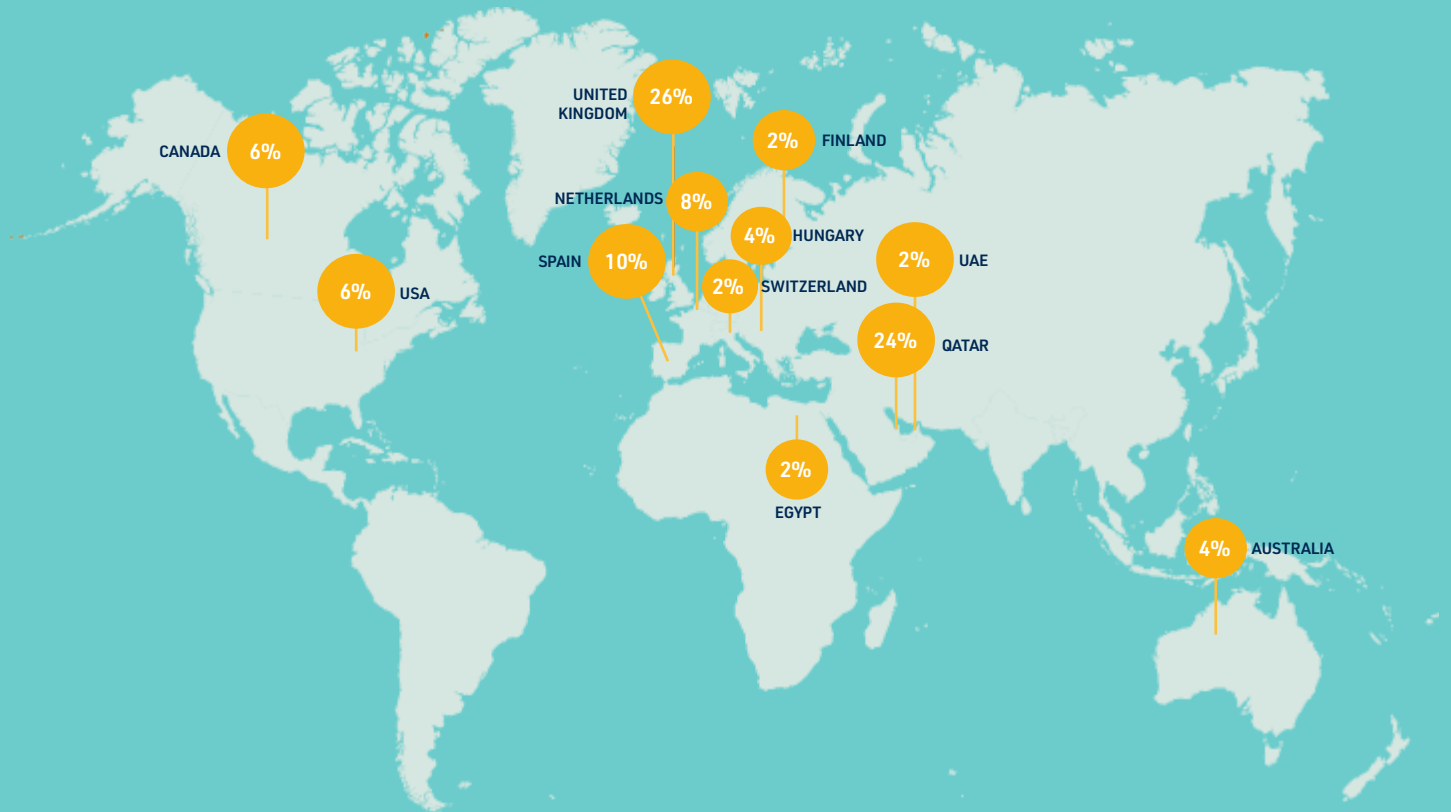 UNITED
KINGDOM
26%
CANADA
6%
2%
FINLAND
NETHERLANDS
8%
4%
HUNGARY
SPAIN
10%
2%
UAE
2%
SWITZERLAND
6%
USA
24%
QATAR
2%
EGYPT
4%
AUSTRALIA